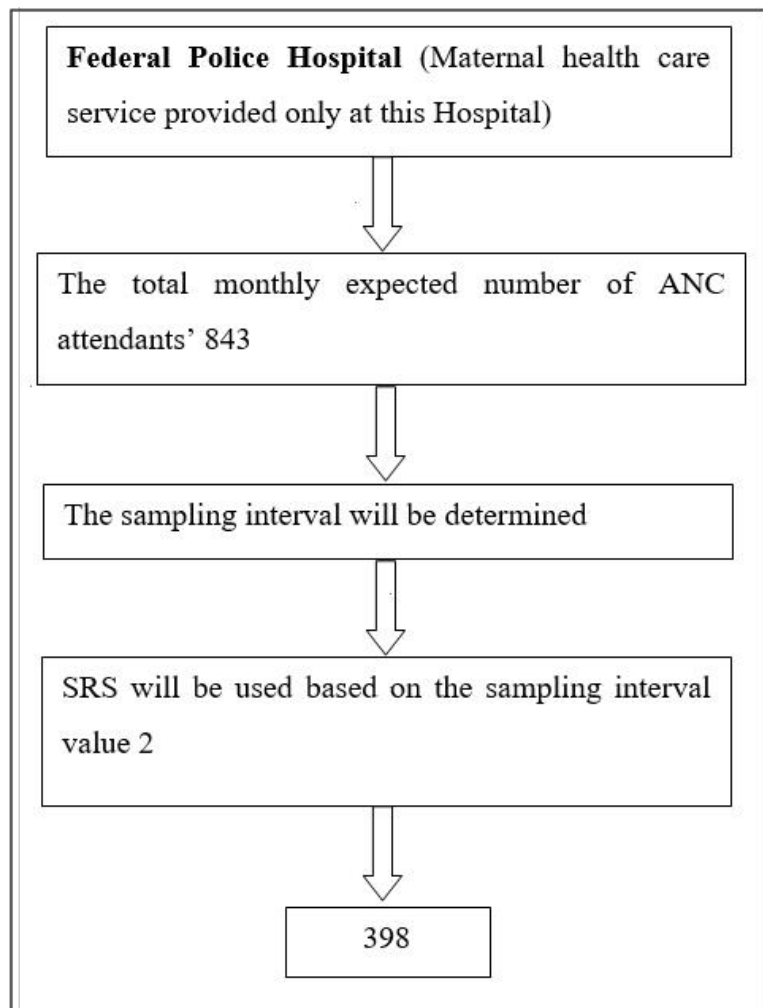 Federal Police Hospital (Maternal health care
service provided only at this Hospital)
The total monthly expected number of ANC
attendants’ 843
The sampling interval will be determined
SRS will be used based on the sampling interval
value 2
398